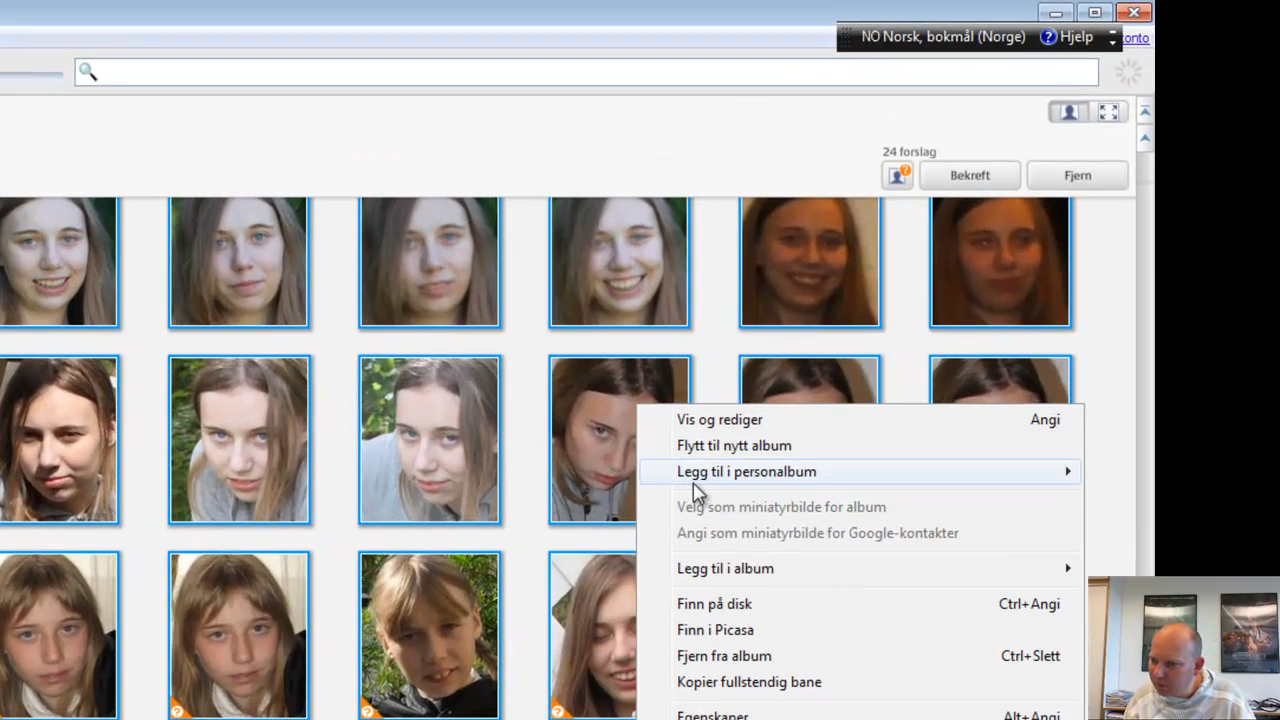 NO Norsk, bokmål (Norge) Hjelp
conto
24 forslag
Bekreft Fjern
Vis og rediger Angi
Flytt til nytt album
Legg til i personalbum
Velg som miniatyrbilde for album
Angi som miniatyrbilde for Google-kontakter
Legg til i album
Finn på disk Ctrl+Angi
Finn i Picasa
Fjern fra album Ctrl+Slett
Kopier fullstendig bane
Egenskaper Alt+Angi